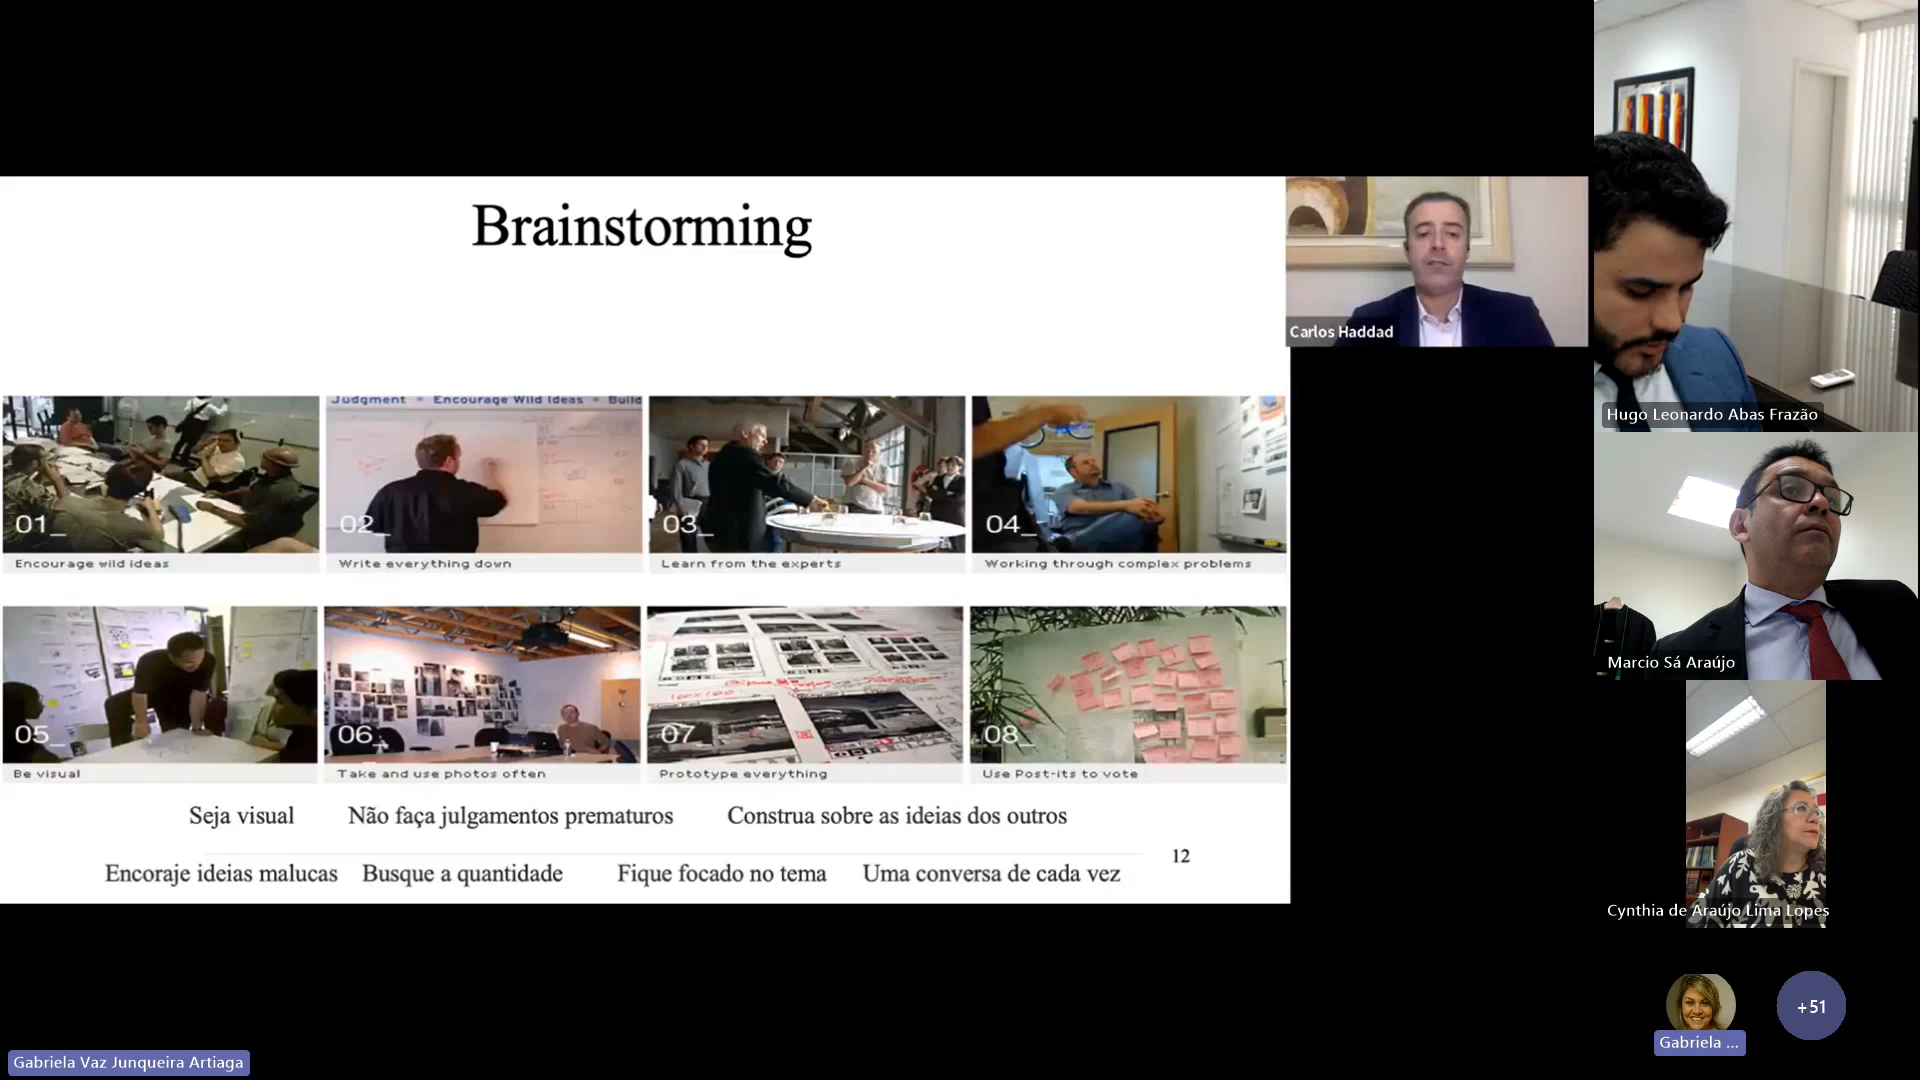 Brainstorming
Carlos Haddad
Judgment » Encourage Wild Ideas » Build
01_
02_
03_
04_
Encourage wild ideas
Write everything down
Learn from the experts
Working through complex problems
05_
06_
07_
08_
Be visual
Take and use photos often
Prototype everything
Use Post-its to vote
Seja visual Não faça julgamentos prematuros Construa sobre as ideias dos outros
12
Encoraje ideias malucas Busque a quantidade Fique focado no tema Uma conversa de cada vez
Hugo Leonardo Abas Frazão
Marcio Sá Araújo
Cynthia de Araújo Lima Lopes
+51
Gabriela ...
Gabriela Vaz Junqueira Artiaga